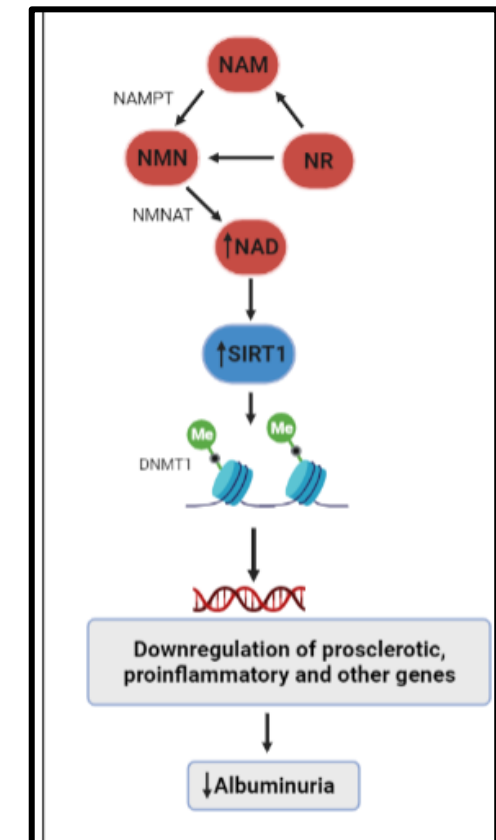 NAM
NAMPT
NMN
NR
NMNAT
↑NAD
↑SIRT1
Me
Me
DNMT1
Downregulation of prosclerotic,
proinflammatory and other genes
↓Albuminuria